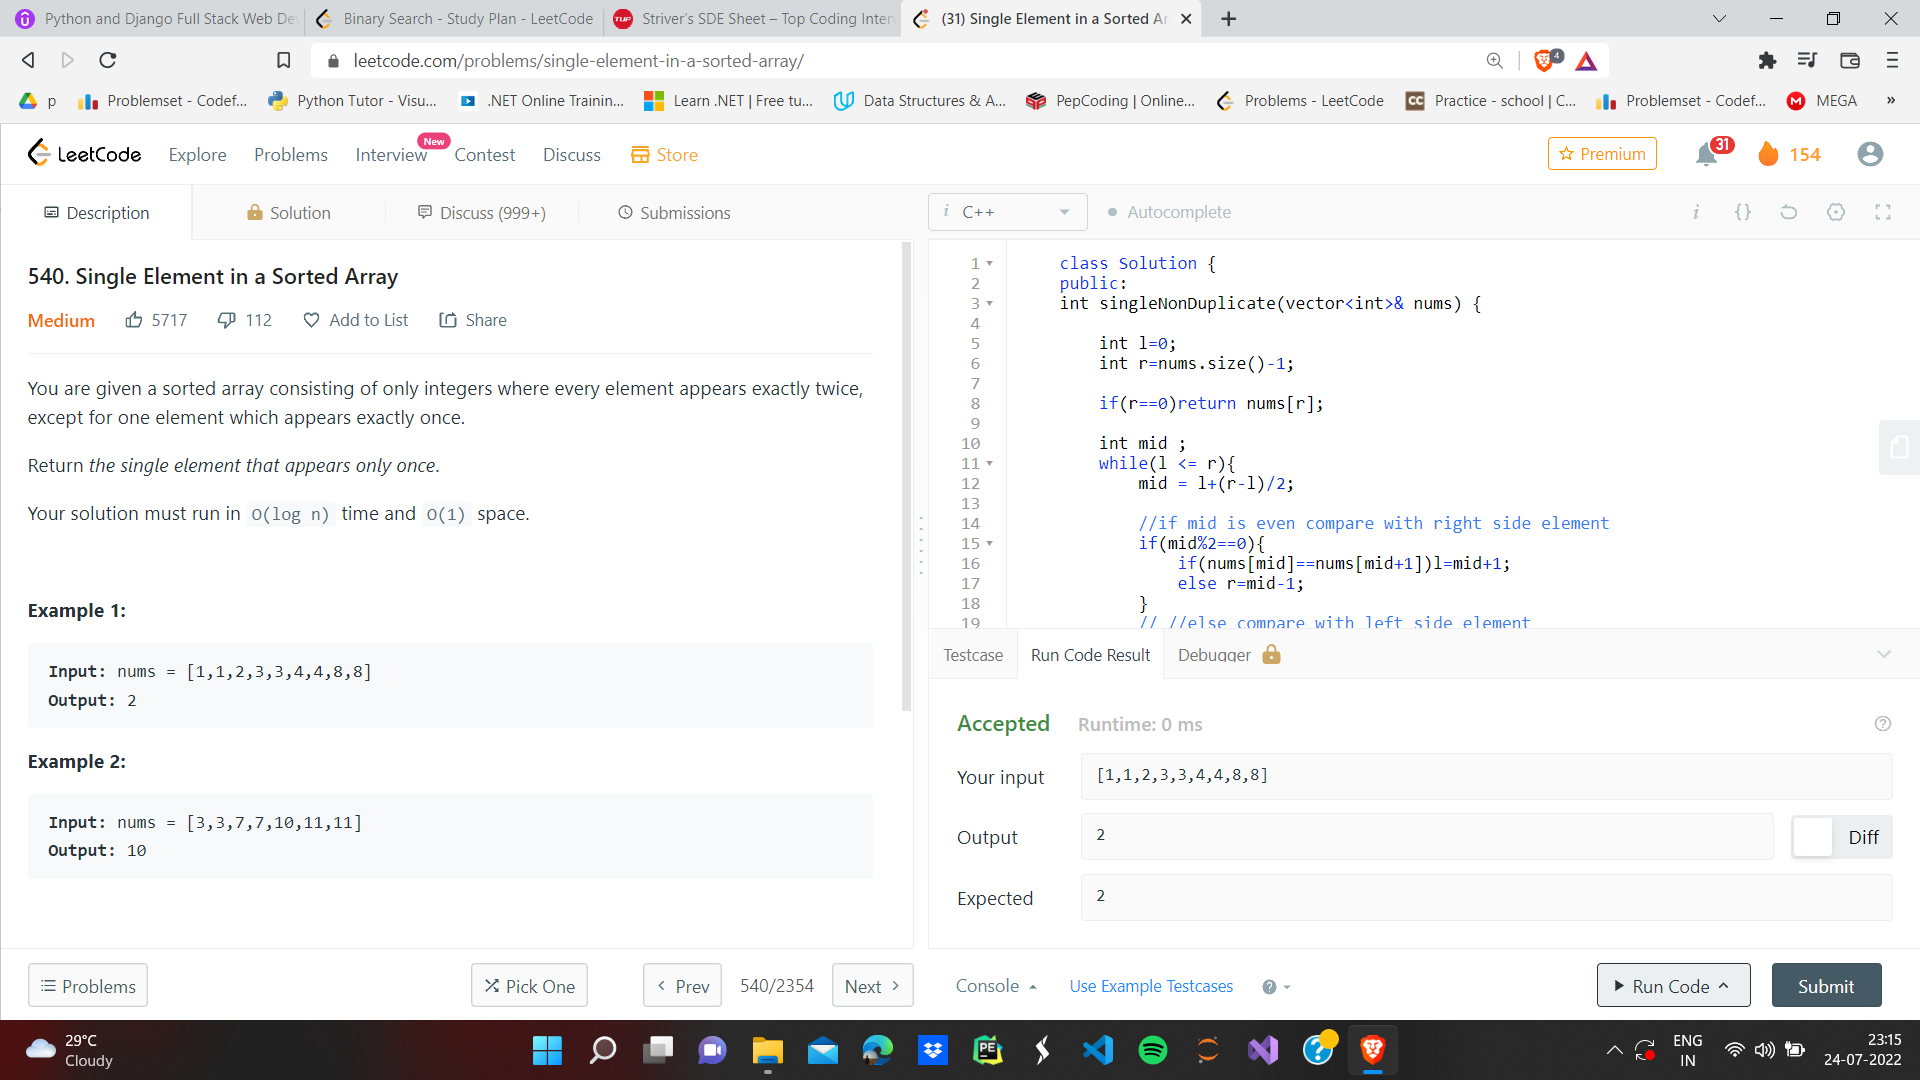 Python and Django Full Stack Web De
Binary Search - Study Plan - LeetCode
Striver's SDE Sheet – Top Coding Inter
(31) Single Element in a Sorted Ar
leetcode.com/problems/single-element-in-a-sorted-array/
4
p
Problemset - Codef...
Python Tutor - Visu...
.NET Online Trainin...
Learn .NET | Free tu...
Data Structures & A...
PepCoding | Online...
Problems - LeetCode
Practice - school | C...
Problemset - Codef...
MEGA
»
LeetCode
Explore
Problems
Interview
New
Contest
Discuss
Store
Premium
31
154
Description
Solution
Discuss (999+)
Submissions
i C++
Autocomplete
i {}
540. Single Element in a Sorted Array
Medium
5717
112
Add to List
Share
You are given a sorted array consisting of only integers where every element appears exactly twice,
except for one element which appears exactly once.
Return the single element that appears only once.
Your solution must run in O(log n) time and O(1) space.
Example 1:
Input: nums = [1,1,2,3,3,4,4,8,8]
Output: 2
Example 2:
Input: nums = [3,3,7,7,10,11,11]
Output: 10
1 class Solution {
2 public:
3 int singleNonDuplicate(vector<int>& nums) {
4
5 int l=0;
6 int r=nums.size()-1;
7
8 if(r==0)return nums[r];
9
10 int mid ;
11 while(l <= r){
12 mid = l+(r-l)/2;
13
14 //if mid is even compare with right side element
15 if(mid%2==0){
16 if(nums[mid]==nums[mid+1])l=mid+1;
17 else r=mid-1;
18 }
19 // //else compare with left side element
Testcase
Run Code Result
Debugger
Accepted
Runtime: 0 ms
Your input
[1,1,2,3,3,4,4,8,8]
Output
2
Diff
Expected
2
Problems
Pick One
Prev
540/2354
Next
Console
Use Example Testcases
Run Code
Submit
29°C
Cloudy
PE
ENG
IN
23:15
24-07-2022